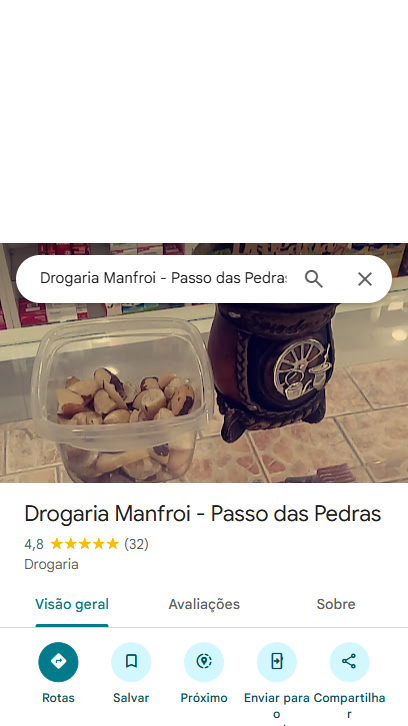 Drogaria Manfroi - Passo das Pedras
Drogaria Manfroi - Passo das Pedras
4,8 ★★★★★ (32)
Drogaria
Visão geral
Avaliações
Sobre
Rotas
Salvar
Próximo
Enviar para o
Compartilhar